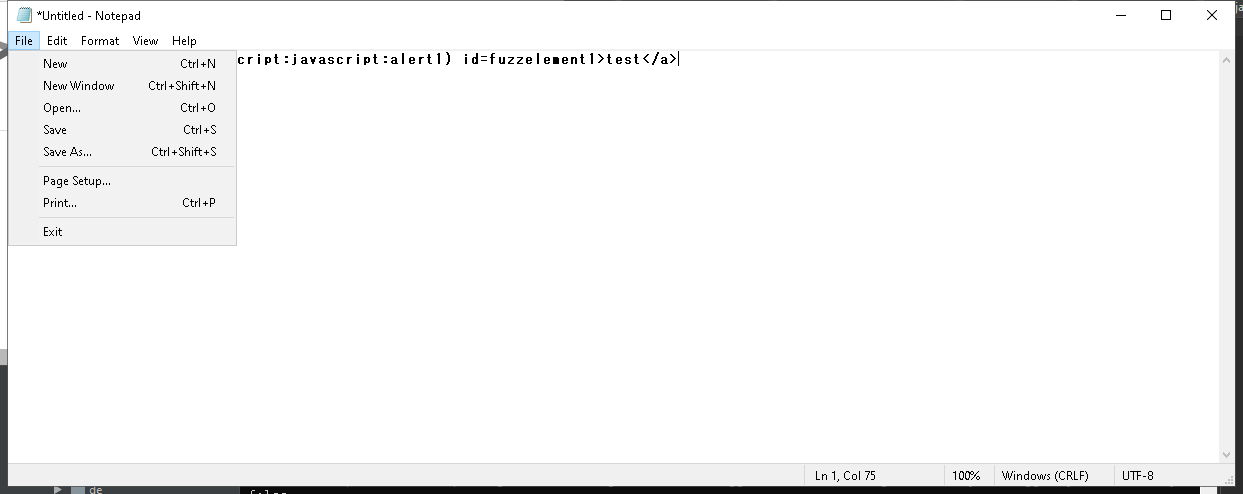 *Untitled - Notepad
File Edit Format View Help
cript:javascript:alert1) id=fuzzelement1>test</a>
New Ctrl+N
New Window Ctrl+Shift+N
Open... Ctrl+O
Save Ctrl+S
Save As... Ctrl+Shift+S
Page Setup...
Print... Ctrl+P
Exit
Ln 1, Col 75 100% Windows (CRLF) UTF-8
de